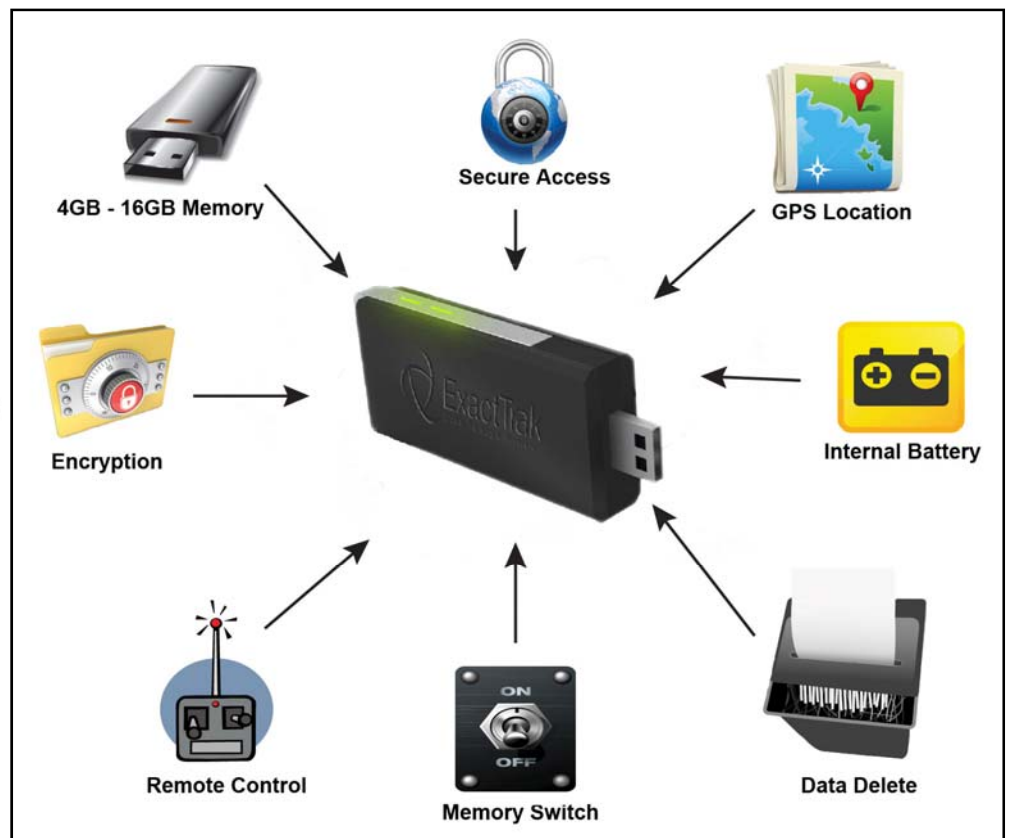 4GB - 16GB Memory
Secure Access
GPS Location
Encryption
ExactTrak
Internal Battery
Remote Control
ON
OFF
Memory Switch
Data Delete